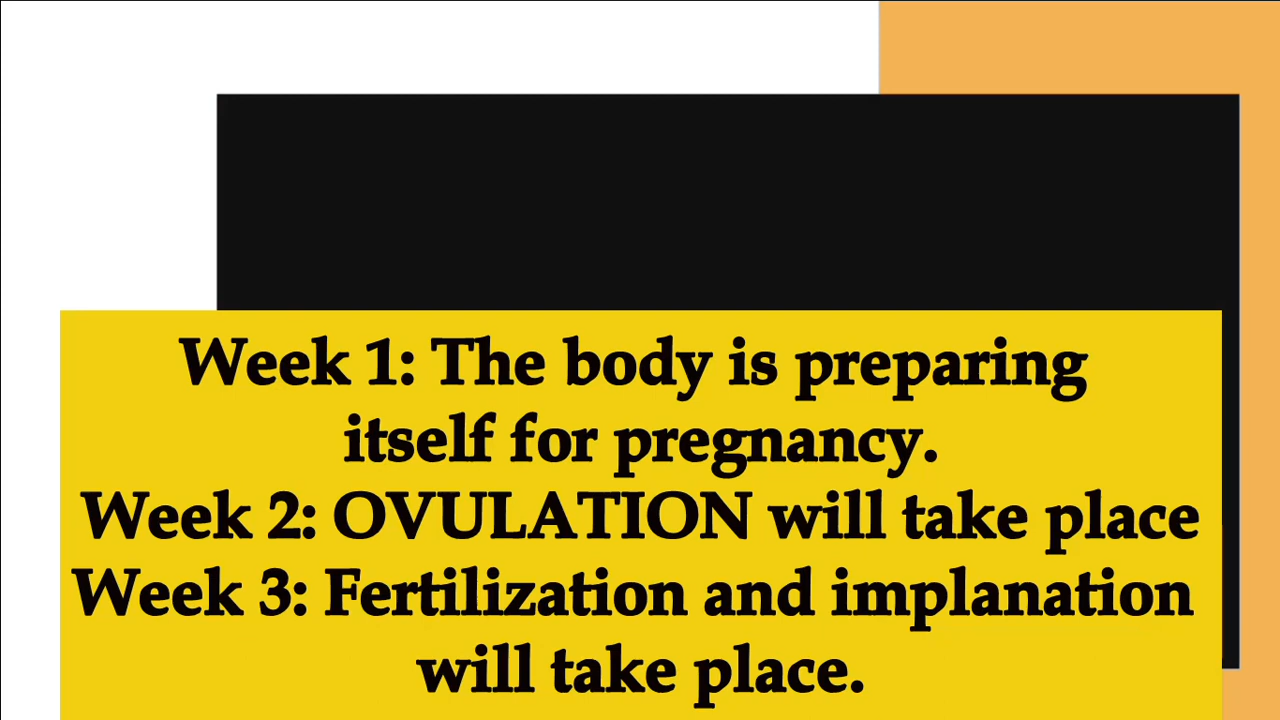 Week 1: The body is preparing
itself for pregnancy.
Week 2: OVULATION will take place
Week 3: Fertilization and implanation
will take place.